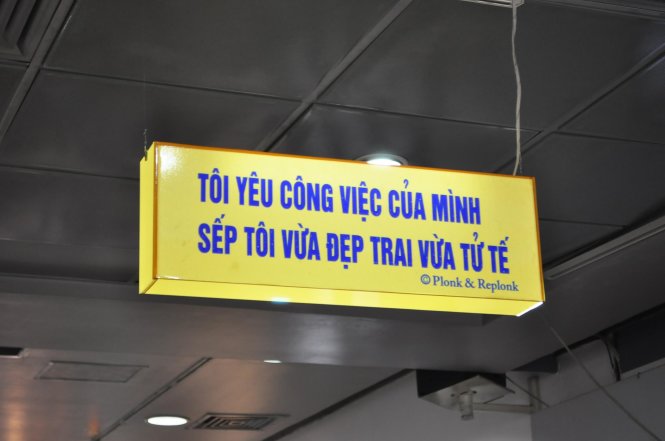 TÔI YÊU CÔNG VIỆC CỦA MÌNH
SẾP TÔI VỪA ĐẸP TRAI VỪA TỬ TẾ
© Plonk & Replonk